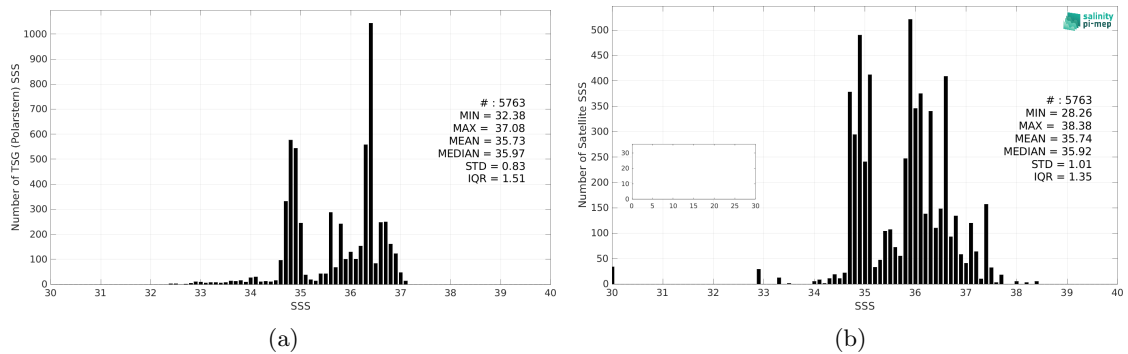 Number of TSG (Polarstern) SSS
1000
900
800
700
600
500
400
300
200
100
0
# : 5763
MIN = 32.38
MAX = 37.08
MEAN = 35.73
MEDIAN = 35.97
STD = 0.83
IQR = 1.51
30 31 32 33 34 35 36 37 38 39 40
SSS
(a)
salinity
pi-mep
Number of Satellite SSS
500
450
400
350
300
250
200
150
100
50
0
# : 5763
MIN = 28.26
MAX = 38.38
MEAN = 35.74
MEDIAN = 35.92
STD = 1.01
IQR = 1.35
30
20
10
0
0 5 10 15 20 25 30
30 31 32 33 34 35 36 37 38 39 40
SSS
(b)